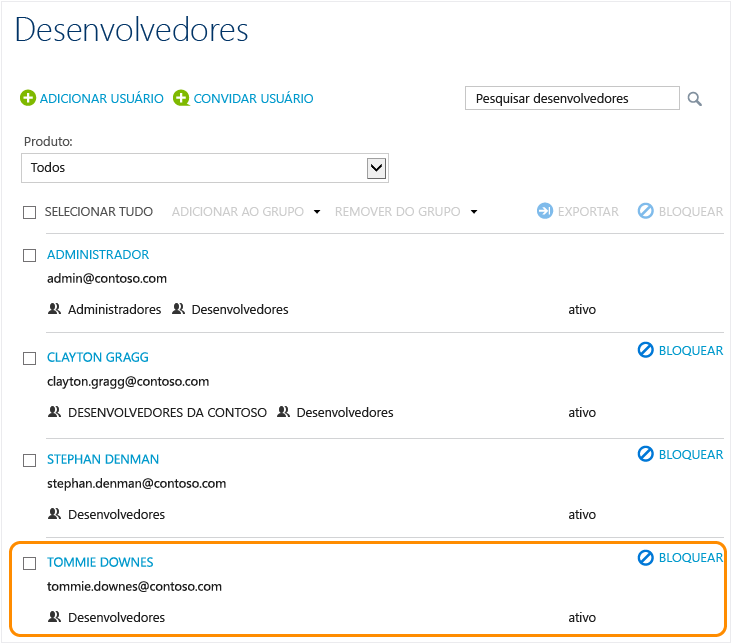 Desenvolvedores
ADICIONAR USUÁRIO CONVIDAR USUÁRIO Pesquisar desenvolvedores
Produto:
Todos
SELECIONAR TUDO ADICIONAR AO GRUPO REMOVER DO GRUPO EXPORTAR BLOQUEAR
ADMINISTRADOR
admin@contoso.com
Administradores Desenvolvedores ativo
CLAYTON GRAGG BLOQUEAR
clayton.gragg@contoso.com
DESENVOLVEDORES DA CONTOSO Desenvolvedores ativo
STEPHAN DENMAN BLOQUEAR
stephan.denman@contoso.com
Desenvolvedores ativo
TOMMIE DOWNES BLOQUEAR
tommie.downes@contoso.com
Desenvolvedores ativo